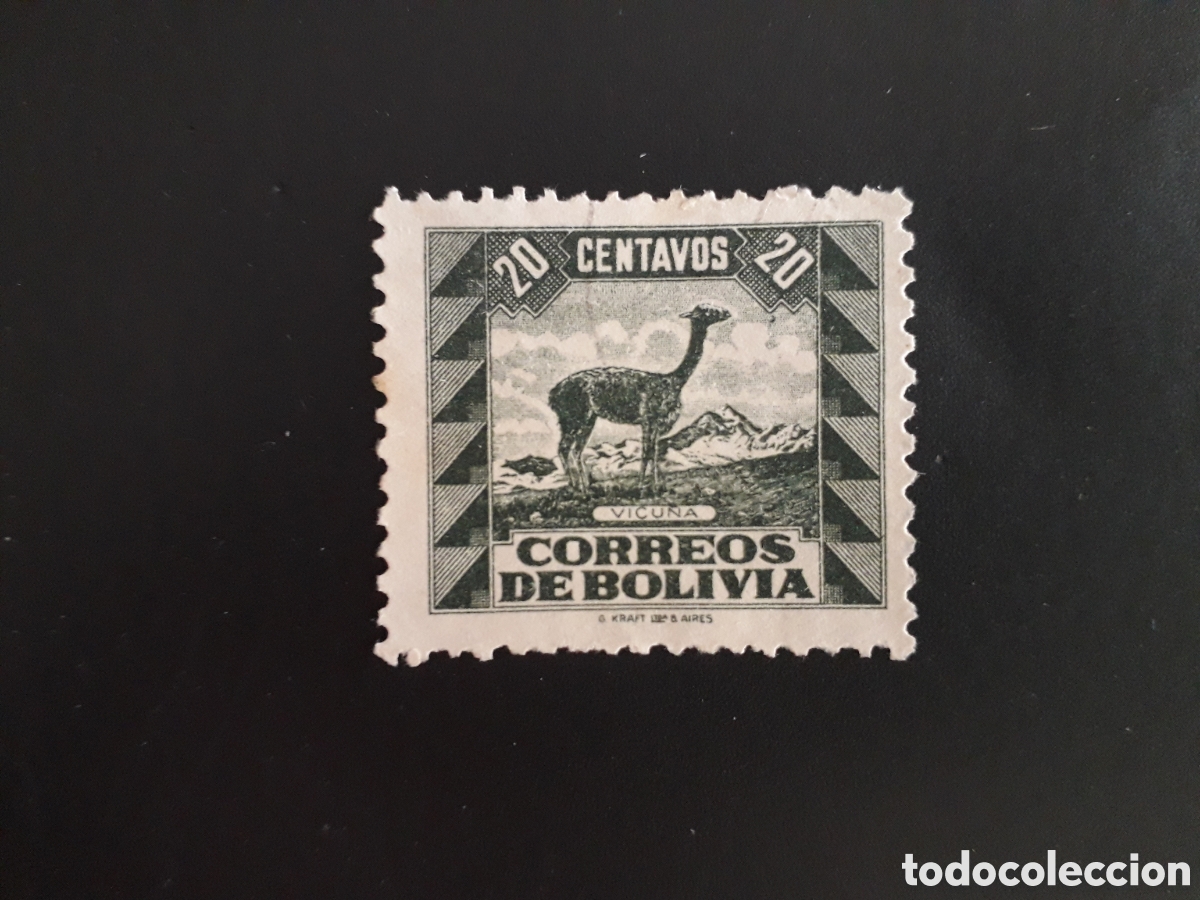 20 CENTAVOS 20
VICUÑA
CORREOS
DE BOLIVIA
G. KRAFT LTDA B. AIRES
todocoleccion